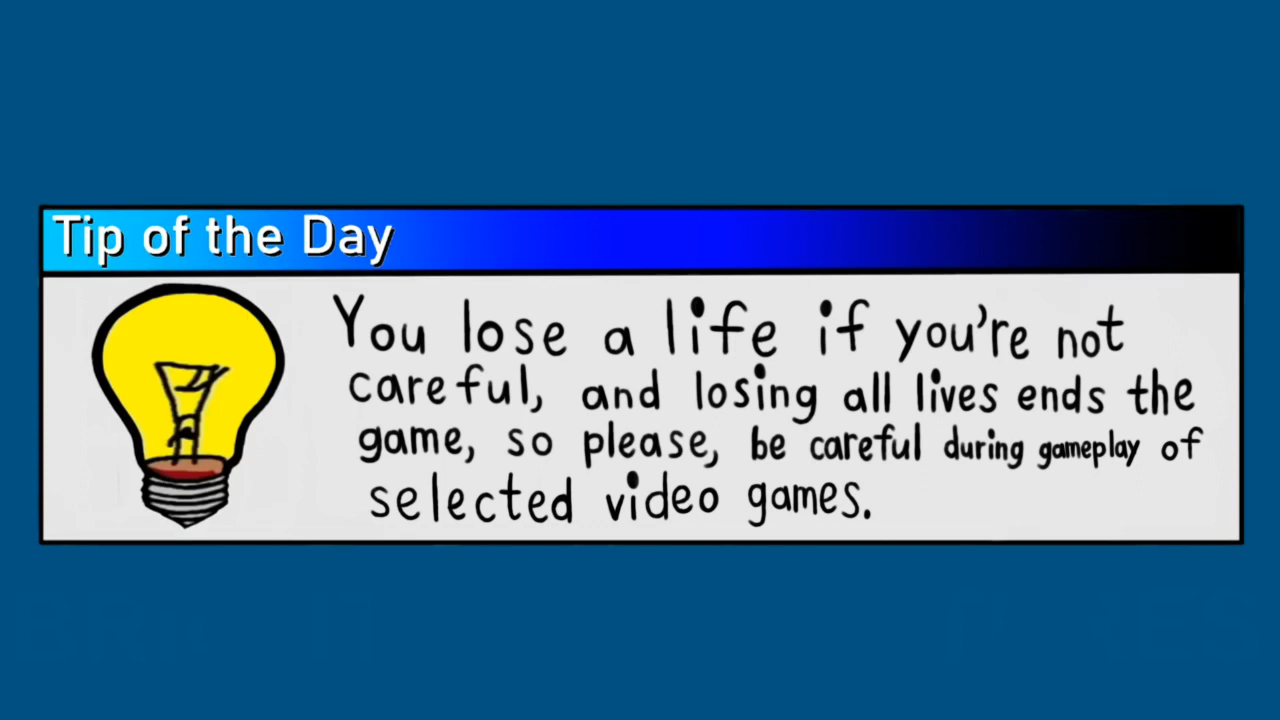 Tip of the Day
You lose a life if you're not
careful, and losing all lives ends the
game, so please, be careful during gameplay of
selected video games.